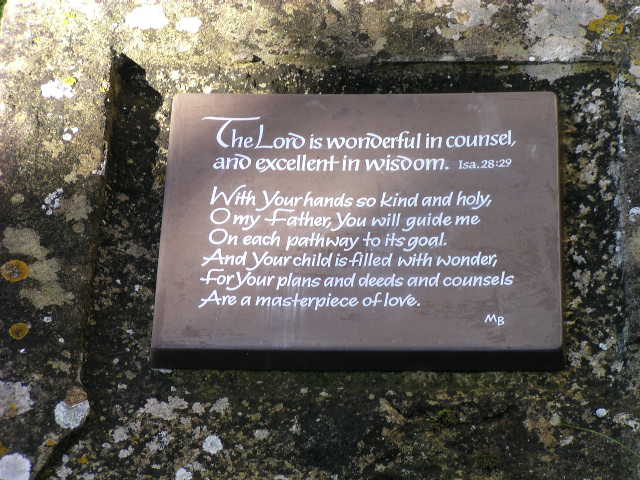 The Lord is wonderful in counsel,
and excellent in wisdom. Isa. 28:29
With Your hands so kind and holy,
O my Father, You will guide me
On each pathway to its goal.
And Your child is filled with wonder,
For Your plans and deeds and counsels
Are a masterpiece of love.
MB